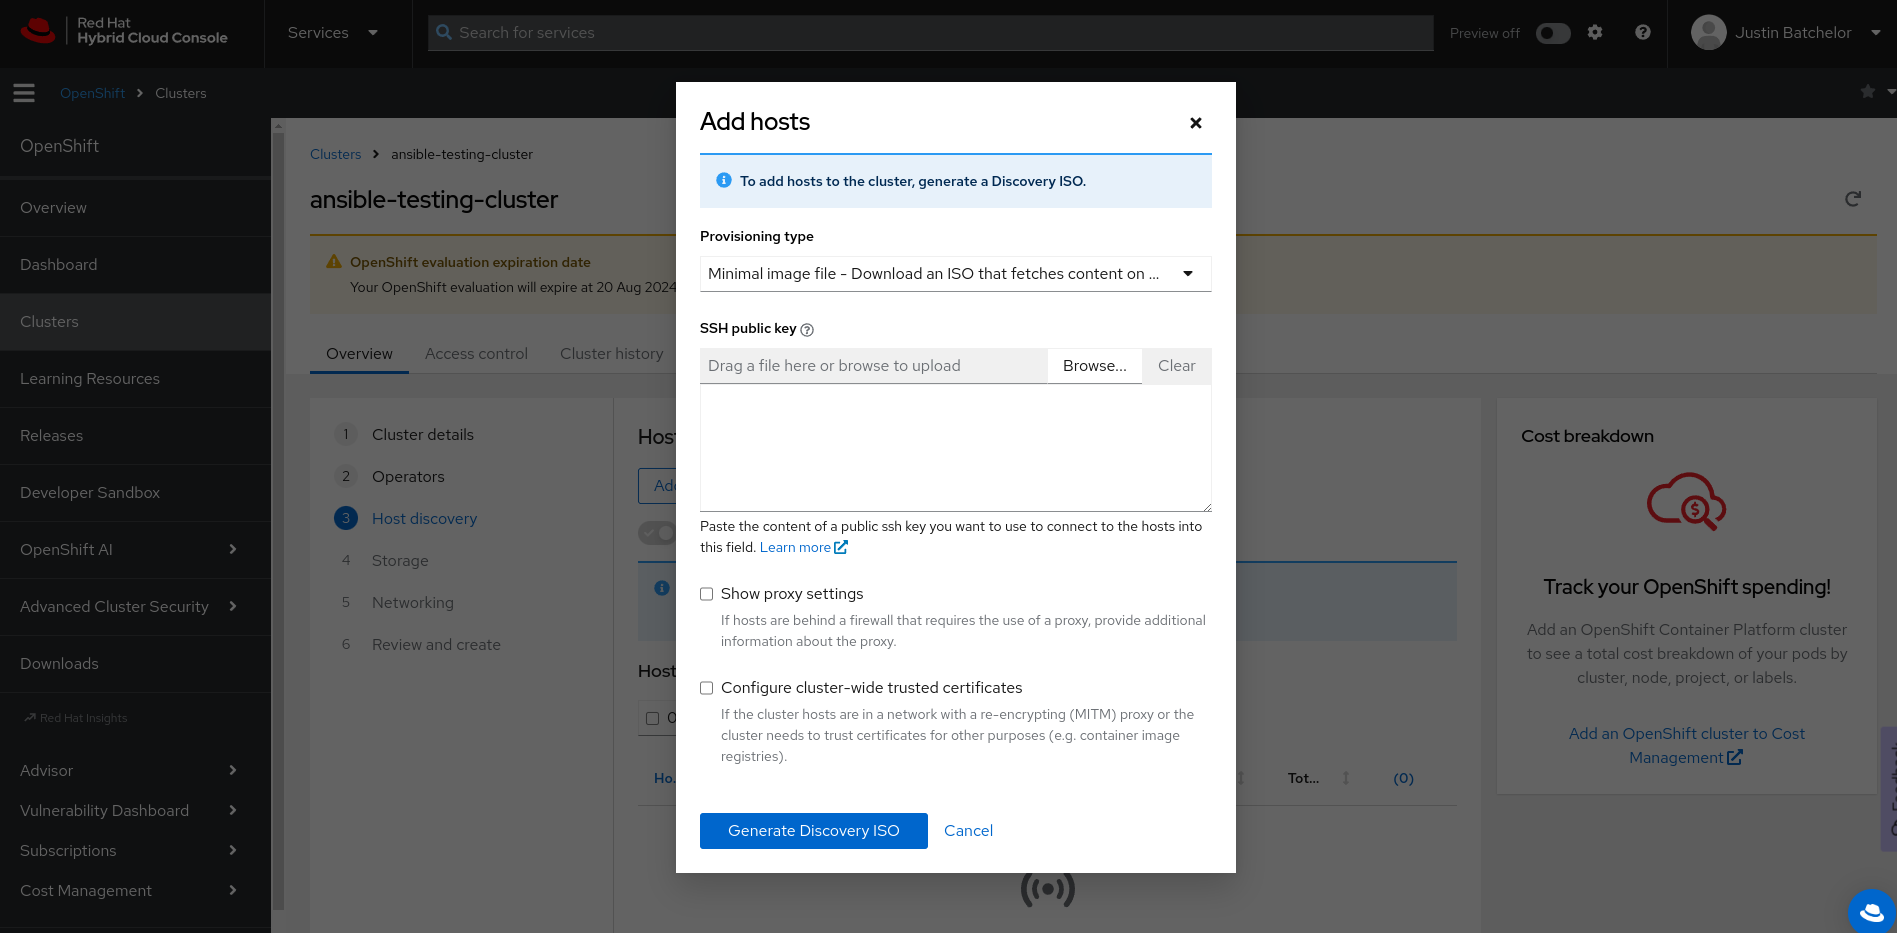 Red Hat
Hybrid Cloud Console
Services
Search for services
Preview off
Justin Batchelor
OpenShift
Clusters
OpenShift
Overview
Dashboard
Clusters
Learning Resources
Releases
Developer Sandbox
OpenShift AI
Advanced Cluster Security
Downloads
Red Hat Insights
Advisor
Vulnerability Dashboard
Subscriptions
Cost Management
Clusters
ansible-testing-cluster
ansible-testing-cluster
OpenShift evaluation expiration date
Your OpenShift evaluation will expire at 20 Aug 2024
Overview
Access control
Cluster history
1 Cluster details
2 Operators
3 Host discovery
4 Storage
5 Networking
6 Review and create
Add hosts
To add hosts to the cluster, generate a Discovery ISO.
Provisioning type
Minimal image file - Download an ISO that fetches content on ...
SSH public key
Drag a file here or browse to upload
Browse...
Clear
Paste the content of a public ssh key you want to use to connect to the hosts into
this field. Learn more
Show proxy settings
If hosts are behind a firewall that requires the use of a proxy, provide additional
information about the proxy.
Configure cluster-wide trusted certificates
If the cluster hosts are in a network with a re-encrypting (MITM) proxy or the
cluster needs to trust certificates for other purposes (e.g. container image
registries).
Generate Discovery ISO
Cancel
Host
Ho...
Tot...
(0)
Cost breakdown
Track your OpenShift spending!
Add an OpenShift Container Platform cluster
to see a total cost breakdown of your pods by
cluster, node, project, or labels.
Add an OpenShift cluster to Cost
Management